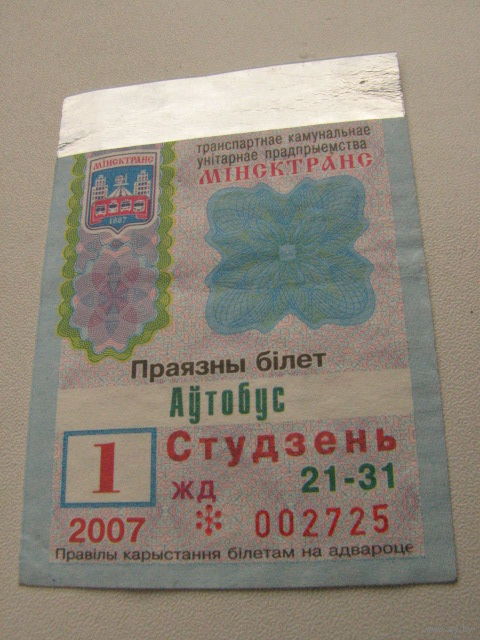 транспартнае камунальнае
унітарнае прадпрыемства
МІНСКТРАНС
МІНСКТРАНС
1067
Праязны білет
Аўтобус
1
Студзень
ЖД
21-31
2007
002725
Правілы карыстання білетам на адвароце